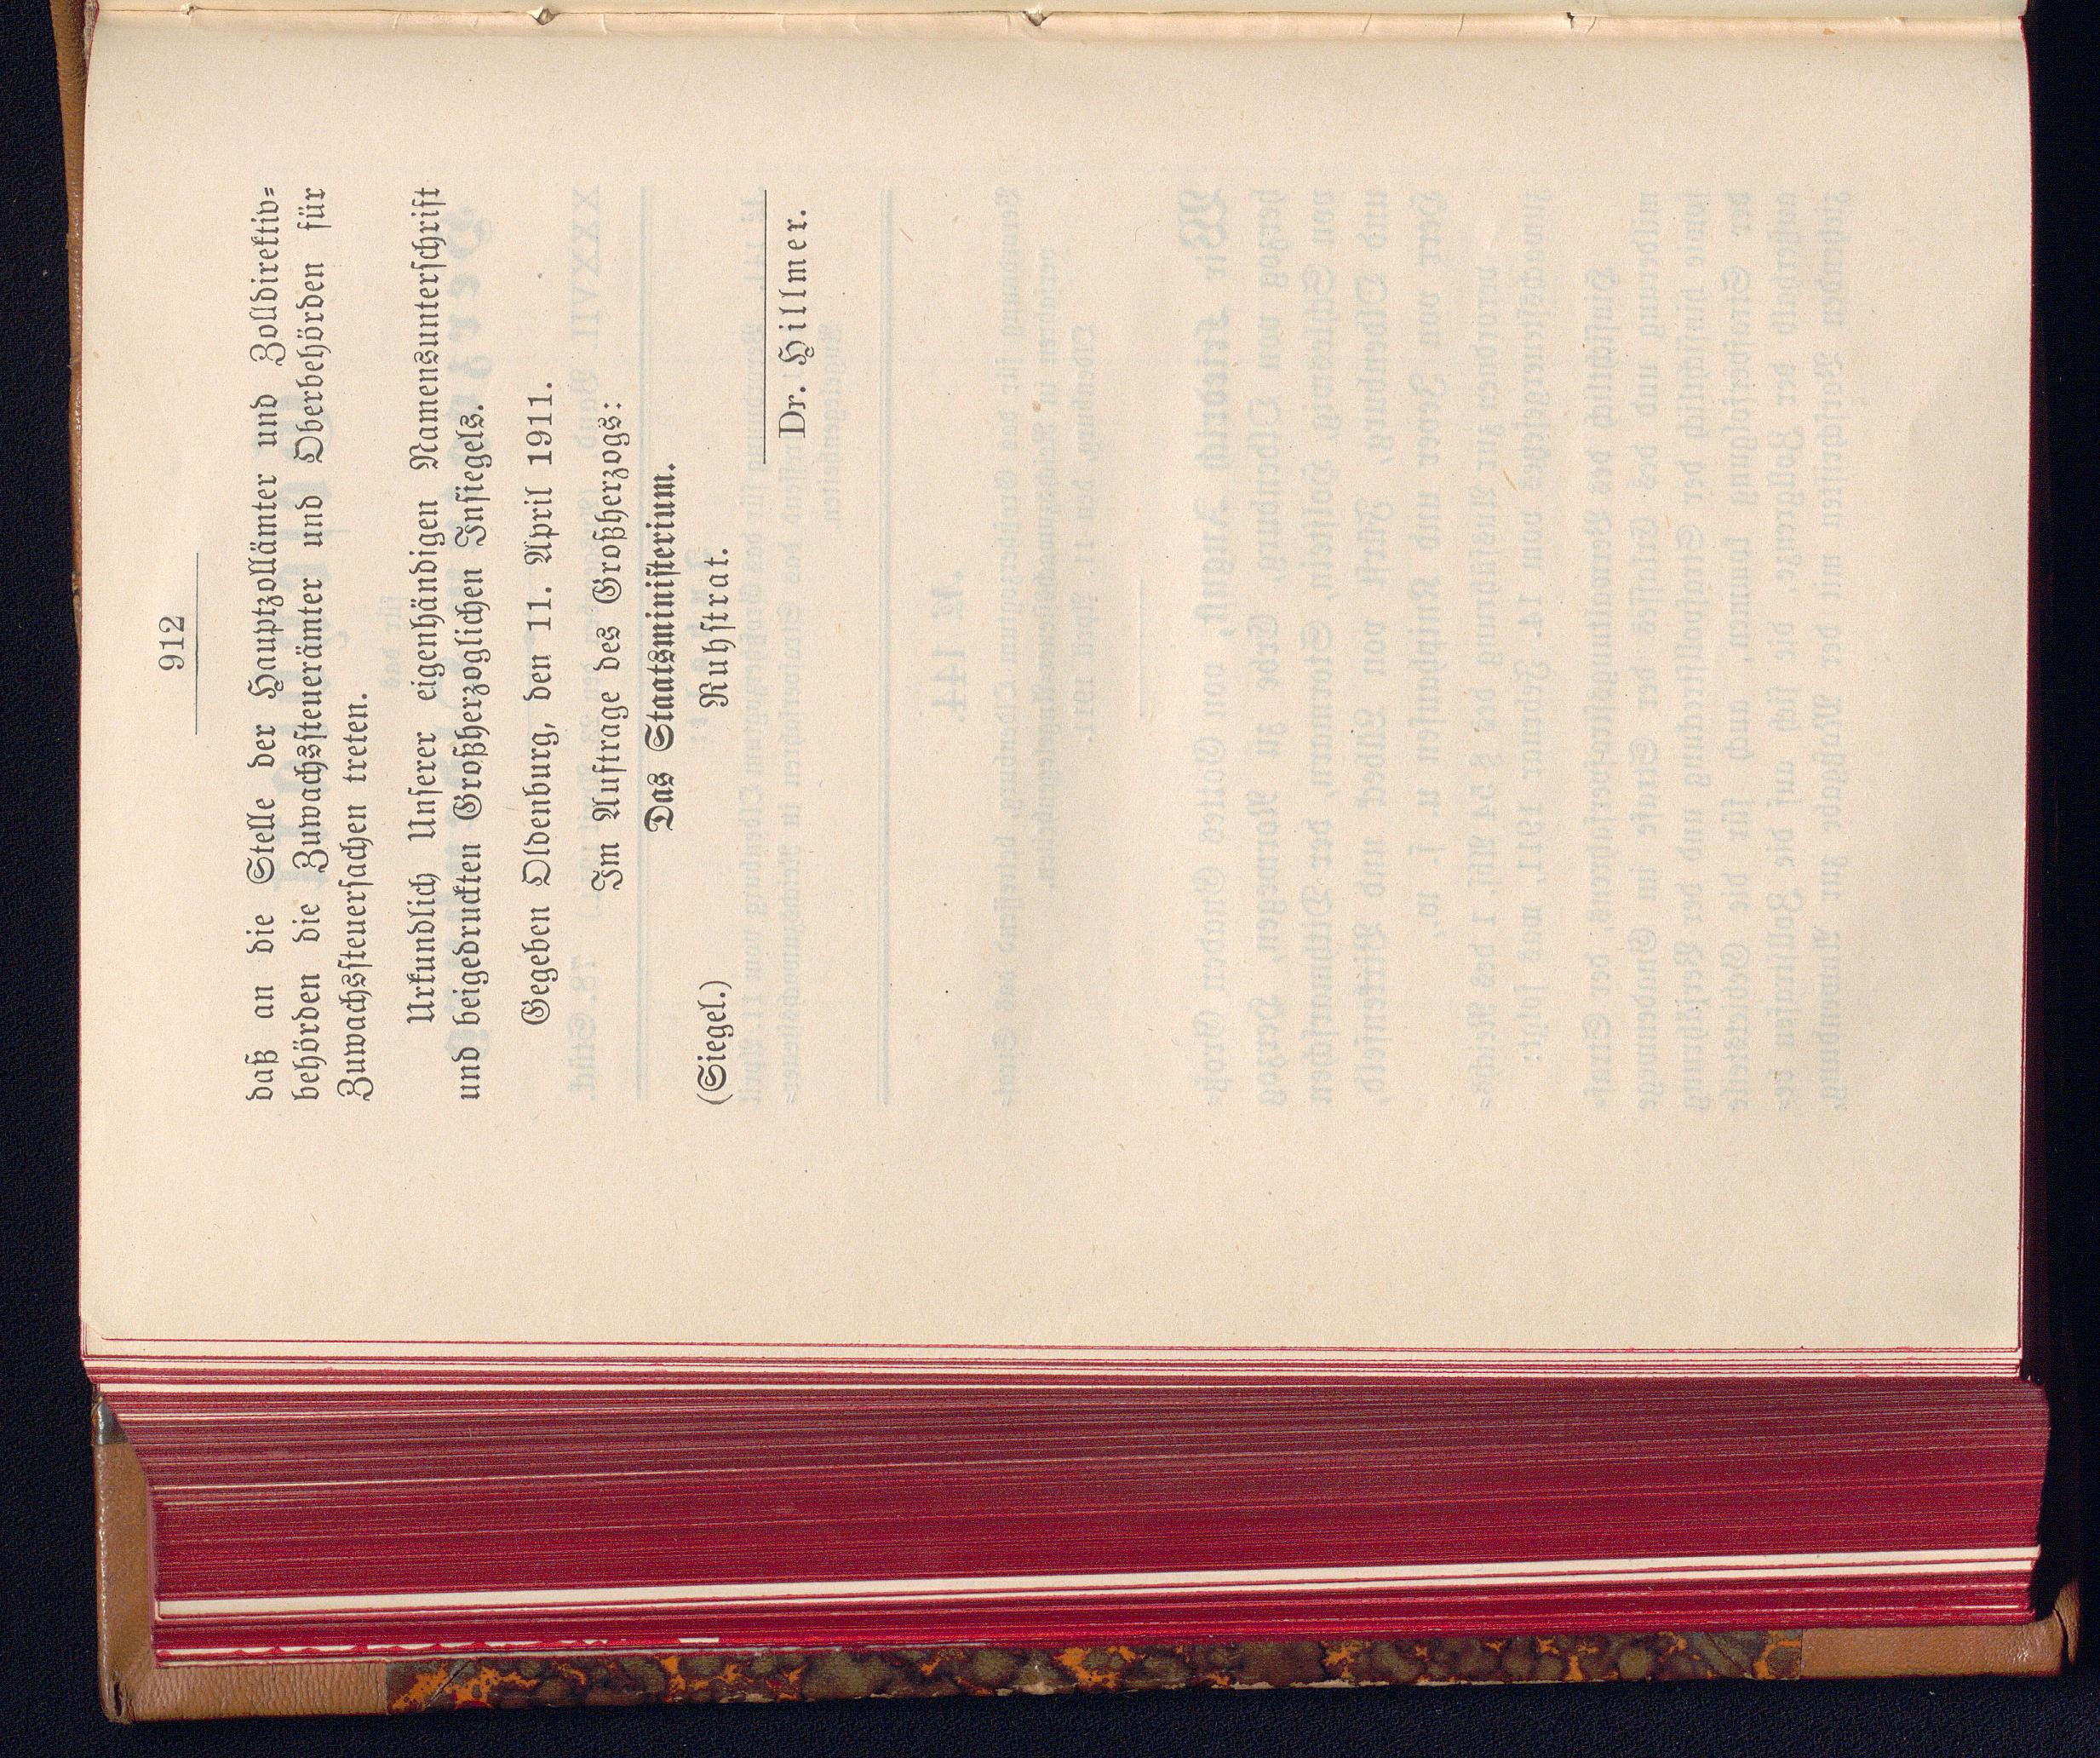 912
daß an die Stelle der Hauptzollämter und Zolldirektiv-
behörden die Zuwachssteuerämter und Oberbehörden für
Zuwachssteuersachen treten.
Urkundlich Unserer eigenhändigen Namensunterschrift
und beigedruckten Großherzoglichen Insiegels.
Gegeben Oldenburg, den 11. April 1911.
Im Auftrage des Großherzogs:
Das Staatsministerium.
(Siegel.) Ruhstrat.
Dr. Hillmer.